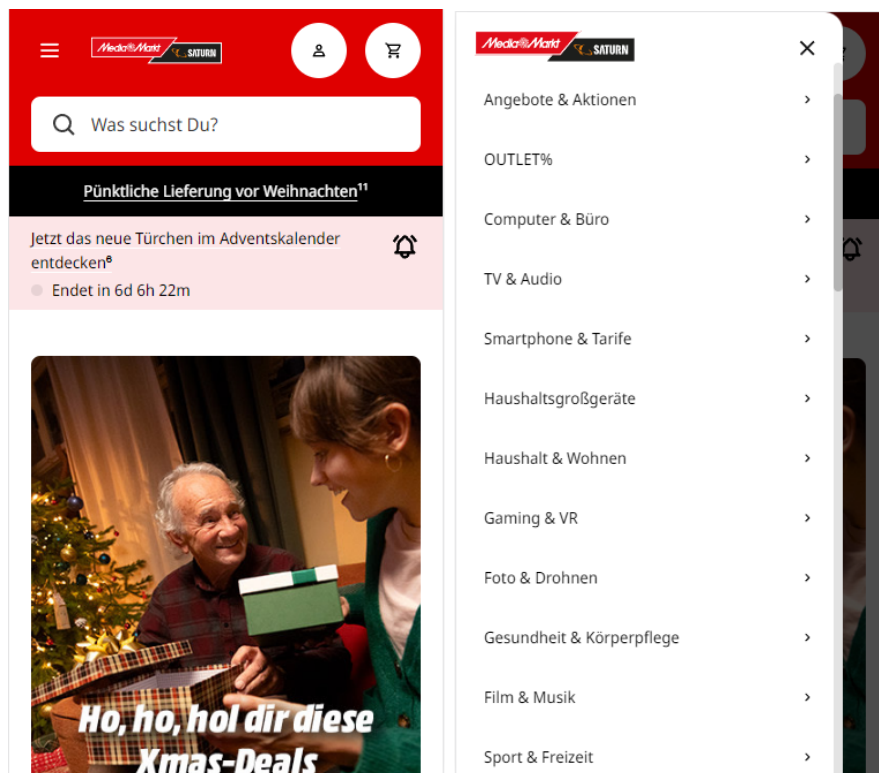 MediaMarkt SATURN
Was suchst Du?
Pünktliche Lieferung vor Weihnachten¹¹
Jetzt das neue Türchen im Adventskalender
entdecken⁶
Endet in 6d 6h 22m
Ho, ho, hol dir diese
Xmas-Deals
MediaMarkt SATURN
Angebote & Aktionen
OUTLET%
Computer & Büro
TV & Audio
Smartphone & Tarife
Haushaltsgroßgeräte
Haushalt & Wohnen
Gaming & VR
Foto & Drohnen
Gesundheit & Körperpflege
Film & Musik
Sport & Freizeit